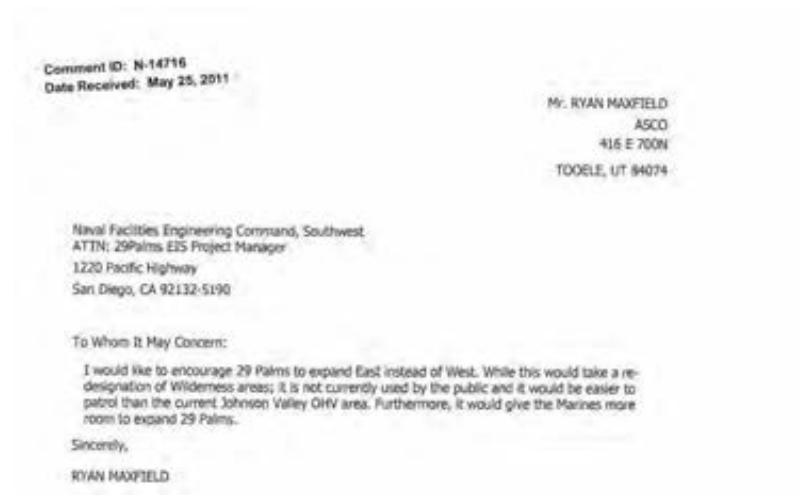 Comment ID: N-14716
Date Received: May 25, 2011
Mr. RYAN MAXFIELD
ASCO
416 E 700N
TOOELE, UT 84074
Naval Facilities Engineering Command, Southwest
ATTN: 29Palms EIS Project Manager
1220 Pacific Highway
San Diego, CA 92132-5190
To Whom It May Concern:
I would like to encourage 29 Palms to expand East instead of West. While this would take a re-
designation of Wilderness areas; it is not currently used by the public and it would be easier to
patrol than the current Johnson Valley OHV area. Furthermore, it would give the Marines more
room to expand 29 Palms.
Sincerely,
RYAN MAXFIELD